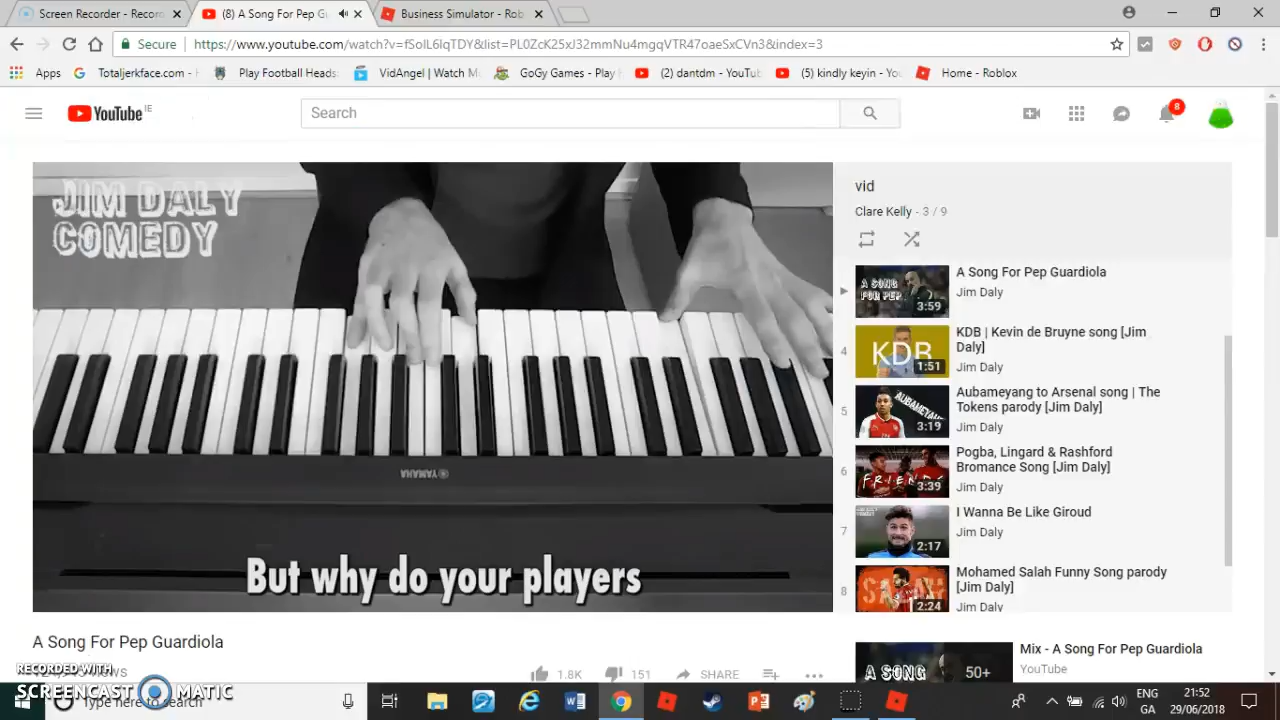 Screen Recorder - Record
(8) A Song For Pep Gu
Business Simulator - Rob
Secure
https://www.youtube.com/watch?v=fSoIL6IqTDY&list=PL0ZcK25xJ32mmNu4mgqVTR47oaeSxCVn3&index=3
Apps
Totaljerkface.com -
Play Football Heads:
VidAngel | Watch M
GoGy Games - Play
(2) dantdm - YouTub
(5) kindly keyin - You
Home - Roblox
YouTube IE
Search
8
JIM DALY
COMEDY
YAMAHA
But why do your players
vid
Clare Kelly - 3 / 9
A SONG
FOR PEP
3:59
A Song For Pep Guardiola
Jim Daly
4
KDB
1:51
KDB | Kevin de Bruyne song [Jim
Daly]
Jim Daly
5
AUBAMEYANG
3:19
Aubameyang to Arsenal song | The
Tokens parody [Jim Daly]
Jim Daly
6
FRIENDS
3:39
Pogba, Lingard & Rashford
Bromance Song [Jim Daly]
Jim Daly
7
2:17
I Wanna Be Like Giroud
Jim Daly
8
2:24
Mohamed Salah Funny Song parody
[Jim Daly]
Jim Daly
A Song For Pep Guardiola
views
1.8K
151
SHARE
A SONG
50+
Mix - A Song For Pep Guardiola
YouTube
RECORDED WITH
SCREENCAST MATIC
Type here search
ENG
GA
21:52
29/06/2018